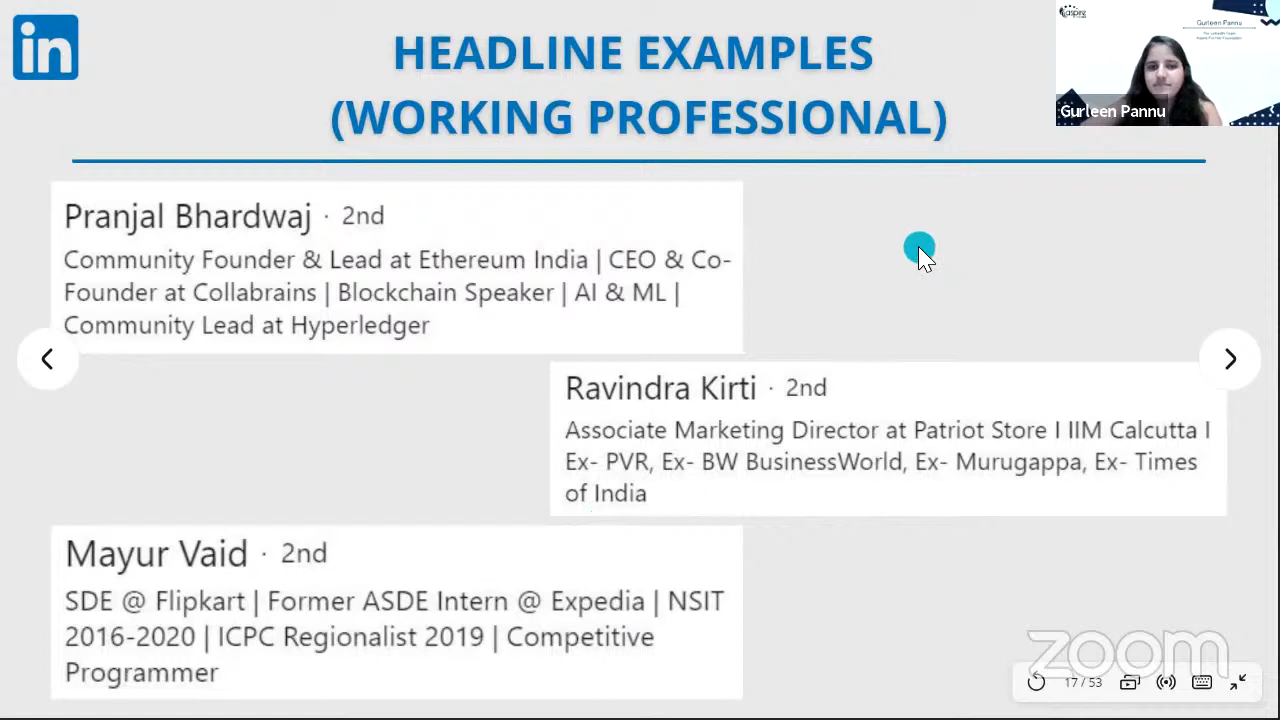 in
HEADLINE EXAMPLES
(WORKING PROFESSIONAL)
aspire
Gurleen Pannu
Gurleen Pannu
Pranjal Bhardwaj · 2nd
Community Founder & Lead at Ethereum India | CEO & Co-
Founder at Collabrains | Blockchain Speaker | AI & ML |
Community Lead at Hyperledger
Ravindra Kirti · 2nd
Associate Marketing Director at Patriot Store I IIM Calcutta I
Ex- PVR, Ex- BW BusinessWorld, Ex- Murugappa, Ex- Times
of India
Mayur Vaid · 2nd
SDE @ Flipkart | Former ASDE Intern @ Expedia | NSIT
2016-2020 | ICPC Regionalist 2019 | Competitive
Programmer
zoom
17 / 53